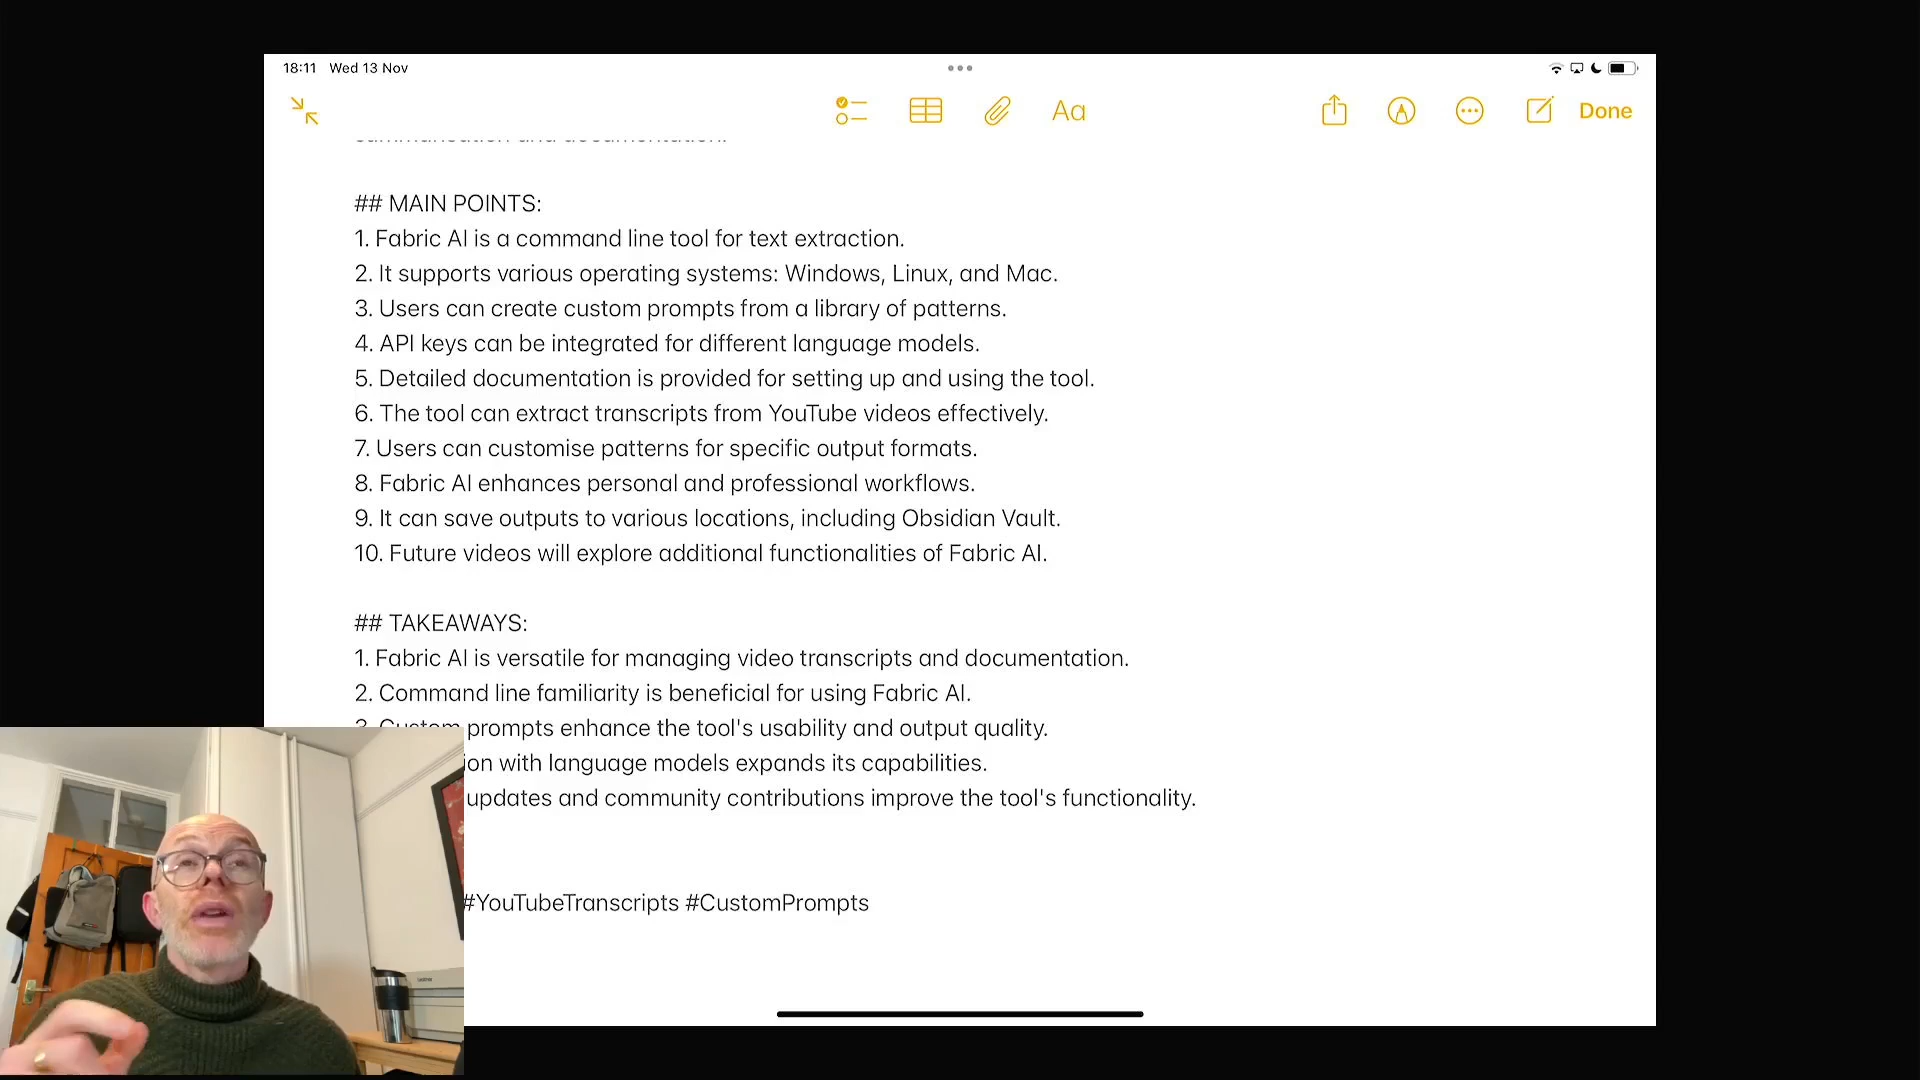 18:11 Wed 13 Nov
Aa
Done
## MAIN POINTS:
1. Fabric AI is a command line tool for text extraction.
2. It supports various operating systems: Windows, Linux, and Mac.
3. Users can create custom prompts from a library of patterns.
4. API keys can be integrated for different language models.
5. Detailed documentation is provided for setting up and using the tool.
6. The tool can extract transcripts from YouTube videos effectively.
7. Users can customise patterns for specific output formats.
8. Fabric AI enhances personal and professional workflows.
9. It can save outputs to various locations, including Obsidian Vault.
10. Future videos will explore additional functionalities of Fabric AI.
## TAKEAWAYS:
1. Fabric AI is versatile for managing video transcripts and documentation.
2. Command line familiarity is beneficial for using Fabric AI.
3. Custom prompts enhance the tool's usability and output quality.
ion with language models expands its capabilities.
updates and community contributions improve the tool's functionality.
#YouTubeTranscripts #CustomPrompts